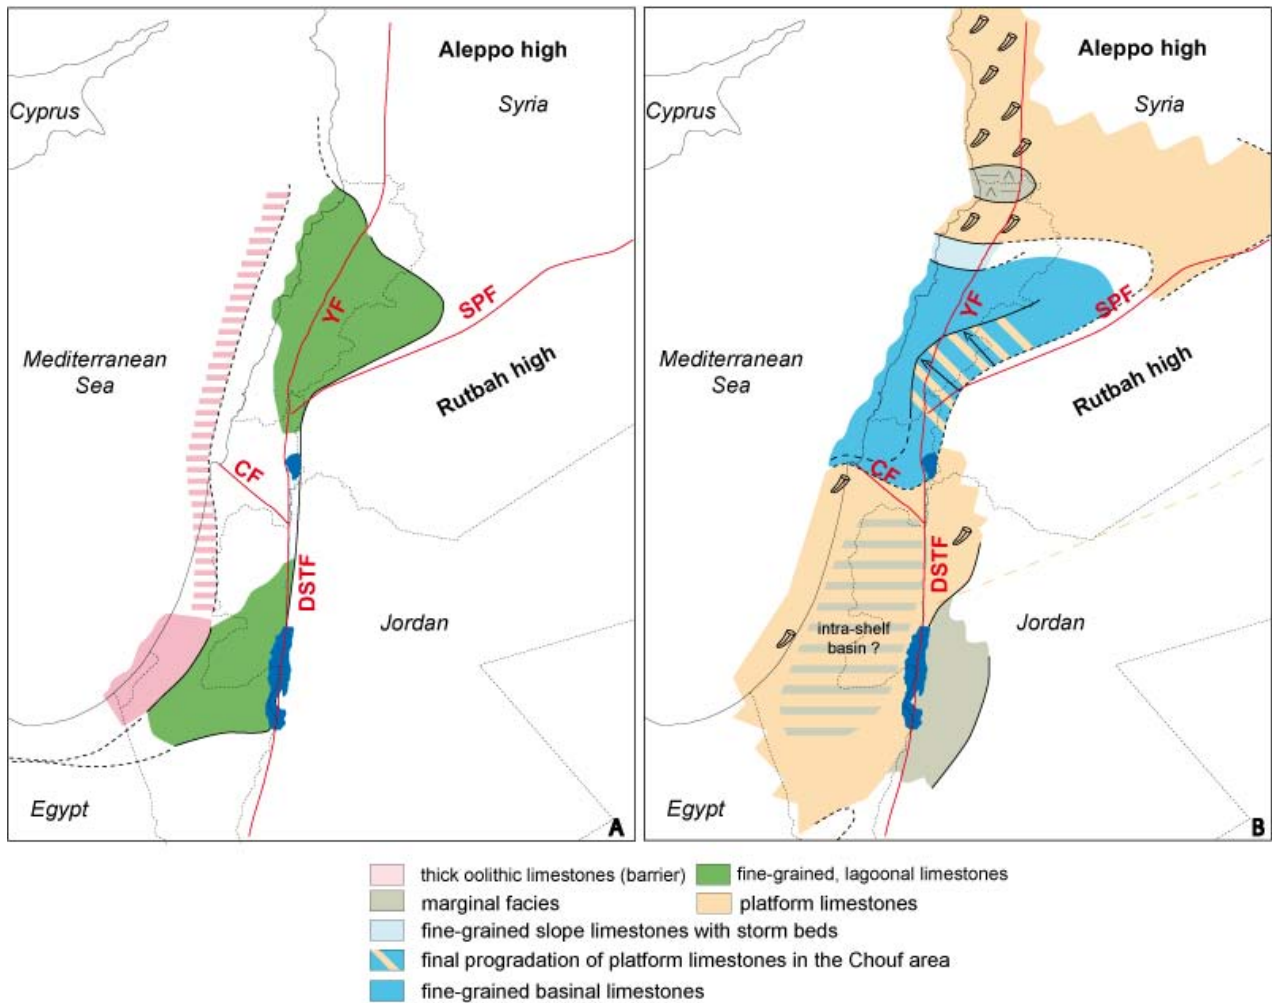 Aleppo high
Cyprus
Syria
YF
SPF
Mediterranean
Sea
Rutbah high
CF
DSTF
Jordan
Egypt
A
Aleppo high
Cyprus
Syria
YF
SPF
Mediterranean
Sea
Rutbah high
CF
DSTF
intra-shelf
basin ?
Jordan
Egypt
B
thick oolithic limestones (barrier)
fine-grained, lagoonal limestones
marginal facies
platform limestones
fine-grained slope limestones with storm beds
final progradation of platform limestones in the Chouf area
fine-grained basinal limestones